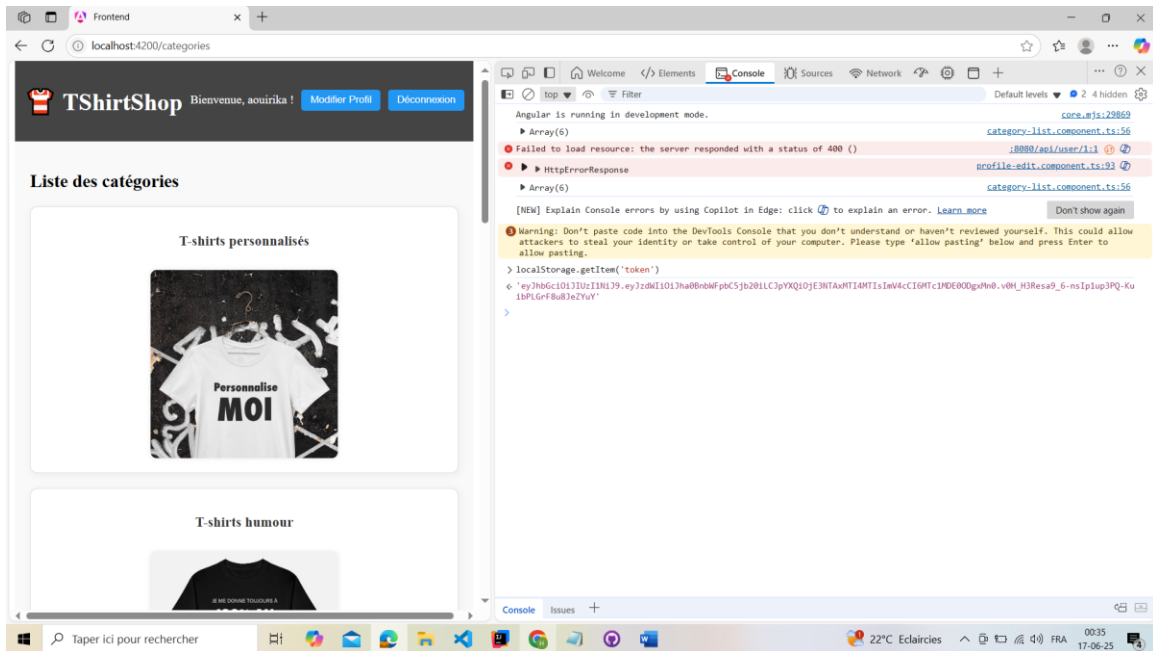 Frontend
localhost:4200/categories
TShirtShop Bienvenue, aouirika ! Modifier Profil Déconnexion
Liste des catégories
T-shirts personnalisés
Personnalise
MOI
T-shirts humour
JE ME DONNE TOUJOURS À
Welcome Elements Console Sources Network
top Filter Default levels 2 4 hidden
Angular is running in development mode. core.mjs:29869
Array(6) category-list.component.ts:56
Failed to load resource: the server responded with a status of 400 () :8080/api/user/1:1
HttpErrorResponse profile-edit.component.ts:93
Array(6) category-list.component.ts:56
[NEW] Explain Console errors by using Copilot in Edge: click to explain an error. Learn more Don't show again
3 Warning: Don't paste code into the DevTools Console that you don't understand or haven't reviewed yourself. This could allow
attackers to steal your identity or take control of your computer. Please type 'allow pasting' below and press Enter to
allow pasting.
> localStorage.getItem('token')
Console Issues
Taper ici pour rechercher 22°C Eclaircies FRA 00:35
17-06-25 4